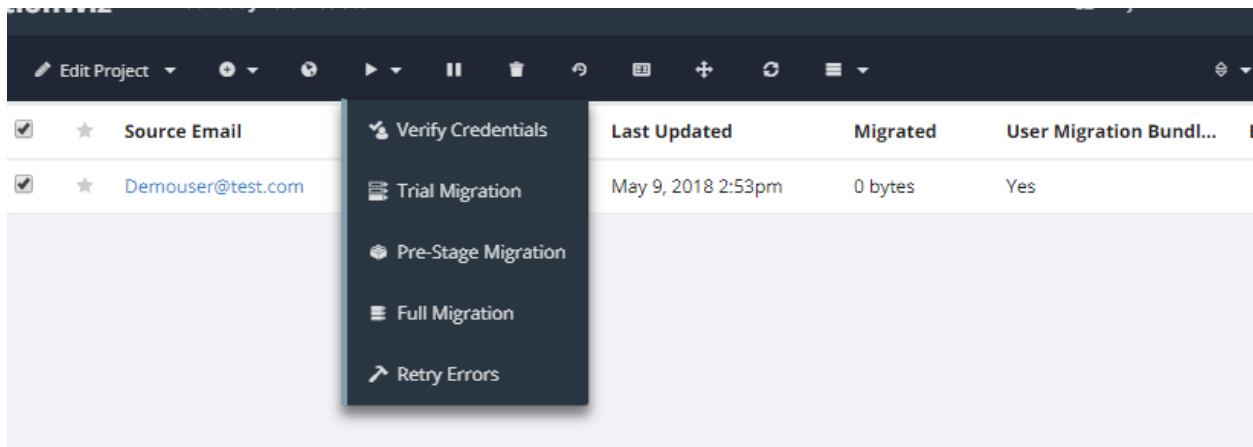 Edit Project
Source Email
Last Updated
Migrated
User Migration Bundl...
Demouser@test.com
May 9, 2018 2:53pm
0 bytes
Yes
Verify Credentials
Trial Migration
Pre-Stage Migration
Full Migration
Retry Errors